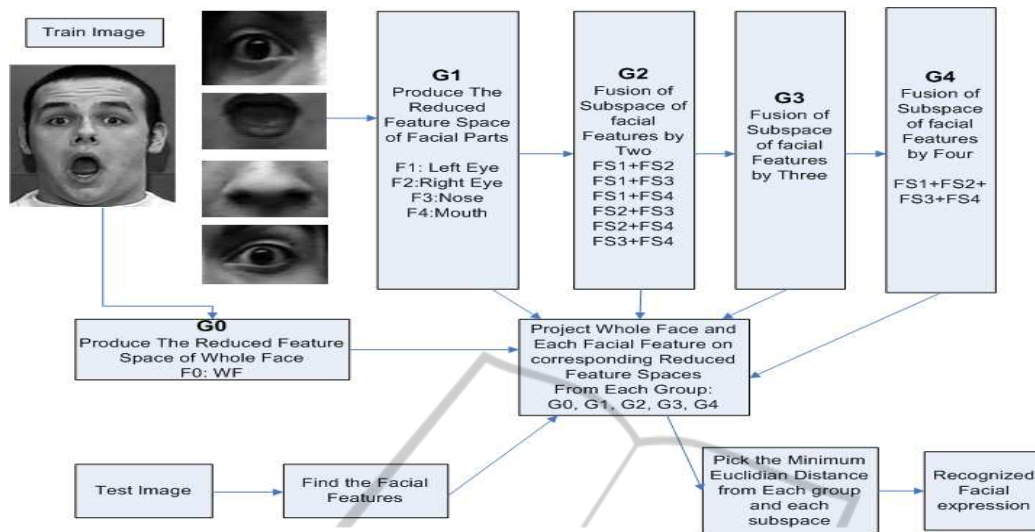 Train Image
G1
Produce The
Reduced
Feature Space
of Facial Parts
F1: Left Eye
F2:Right Eye
F3:Nose
F4:Mouth
G2
Fusion of
Subspace of
facial
Features by
Two
FS1+FS2
FS1+FS3
FS1+FS4
FS2+FS3
FS2+FS4
FS3+FS4
G3
Fusion of
Subspace
of facial
Features
by Three
G4
Fusion of
Subspace
of facial
Features
by Four
FS1+FS2+
FS3+FS4
G0
Produce The Reduced Feature
Space of Whole Face
F0: WF
Project Whole Face and
Each Facial Feature on
corresponding Reduced
Feature Spaces
From Each Group:
G0, G1, G2, G3, G4
Test Image
Find the Facial
Features
Pick the Minimum
Euclidian Distance
from Each group
and each
subspace
Recognized
Facial
expression